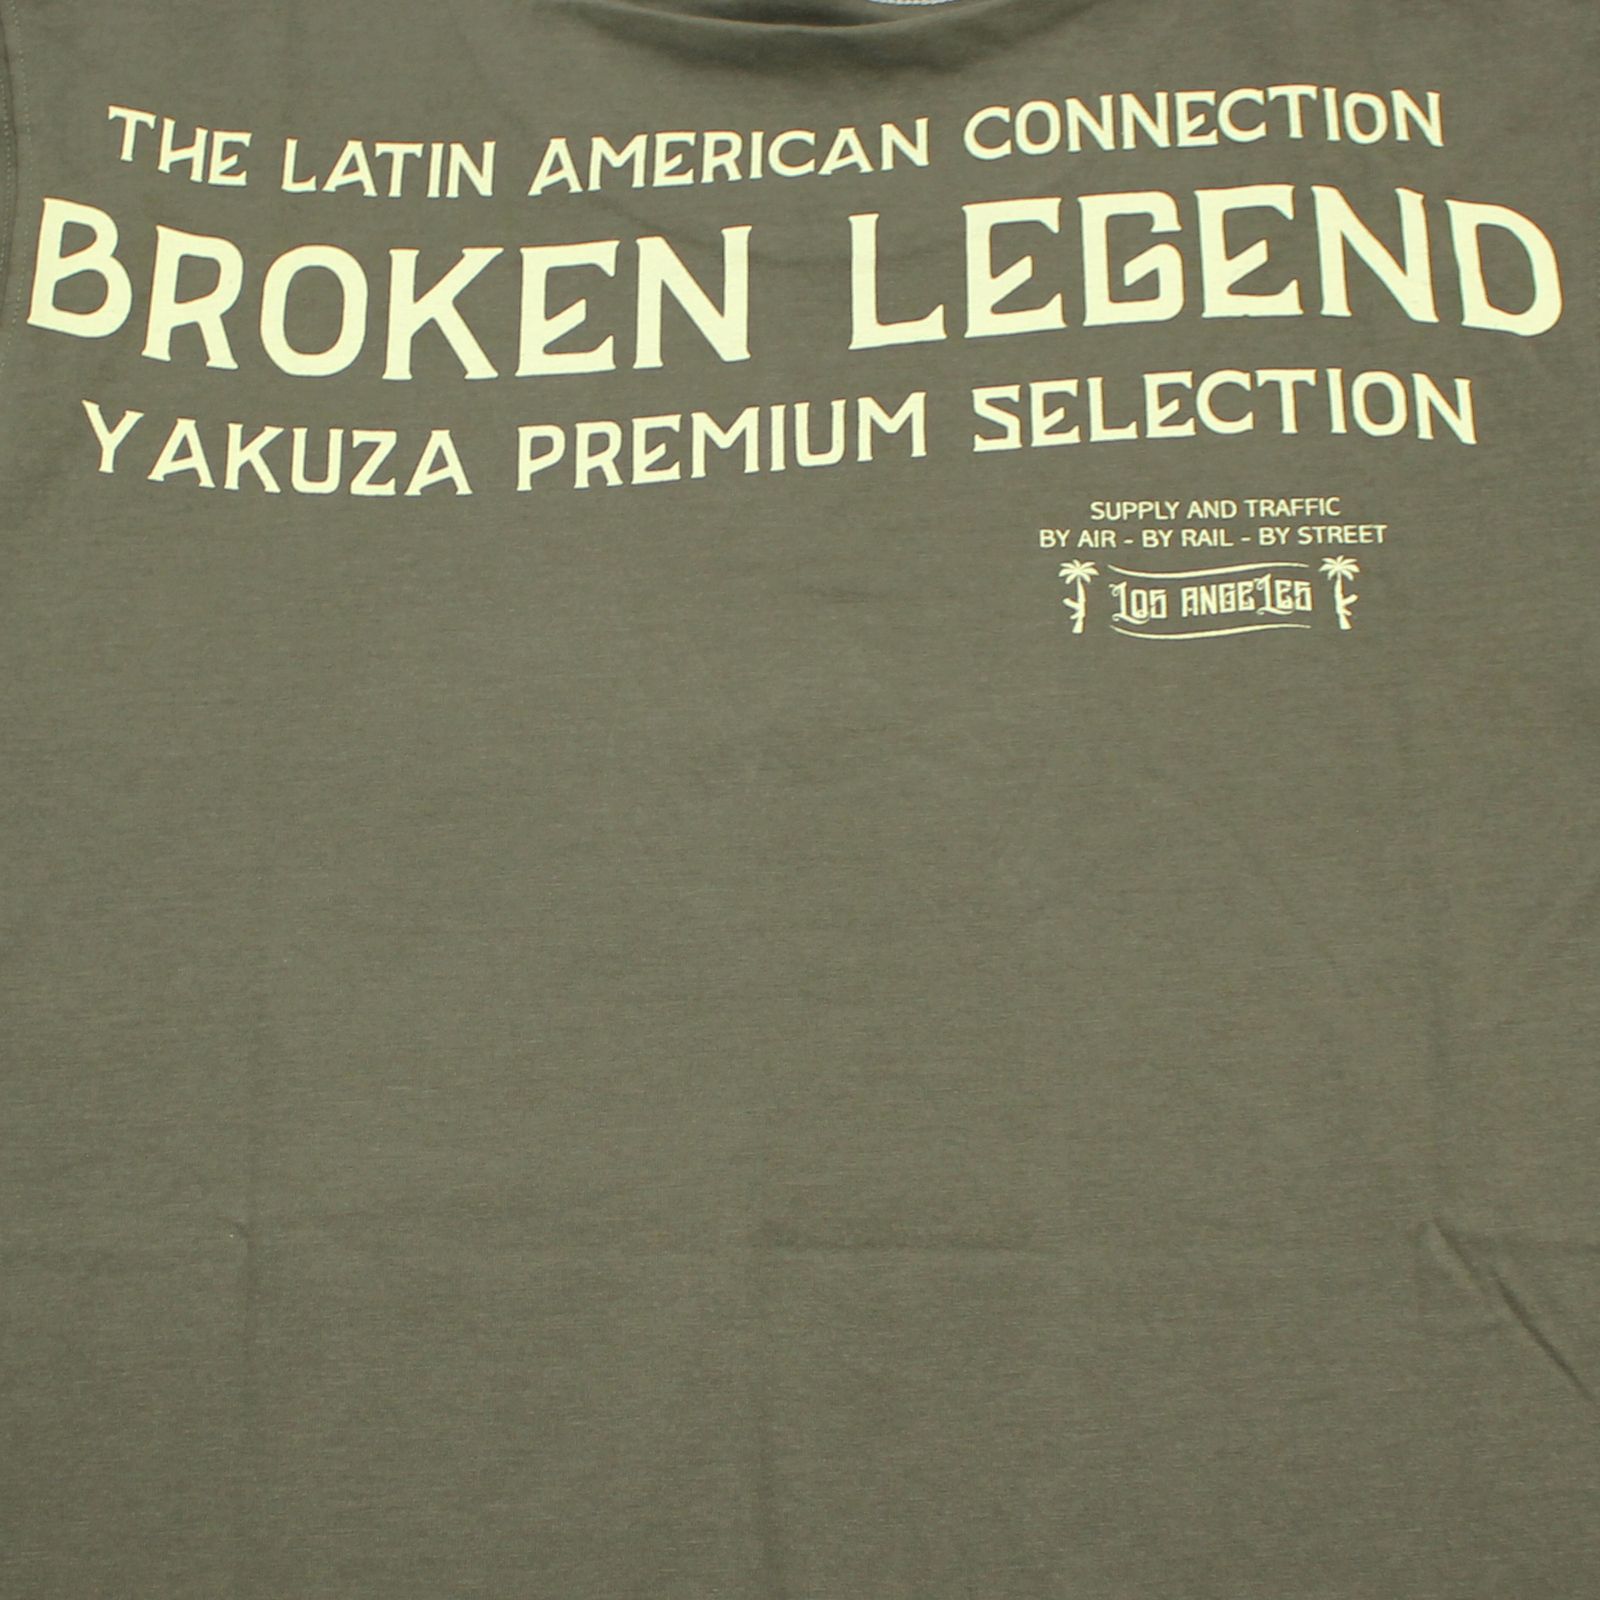 THE LATIN AMERICAN CONNECTION
BROKEN LEGEND
YAKUZA PREMIUM SELECTION
SUPPLY AND TRAFFIC
BY AIR - BY RAIL - BY STREET
LOS ANGELES